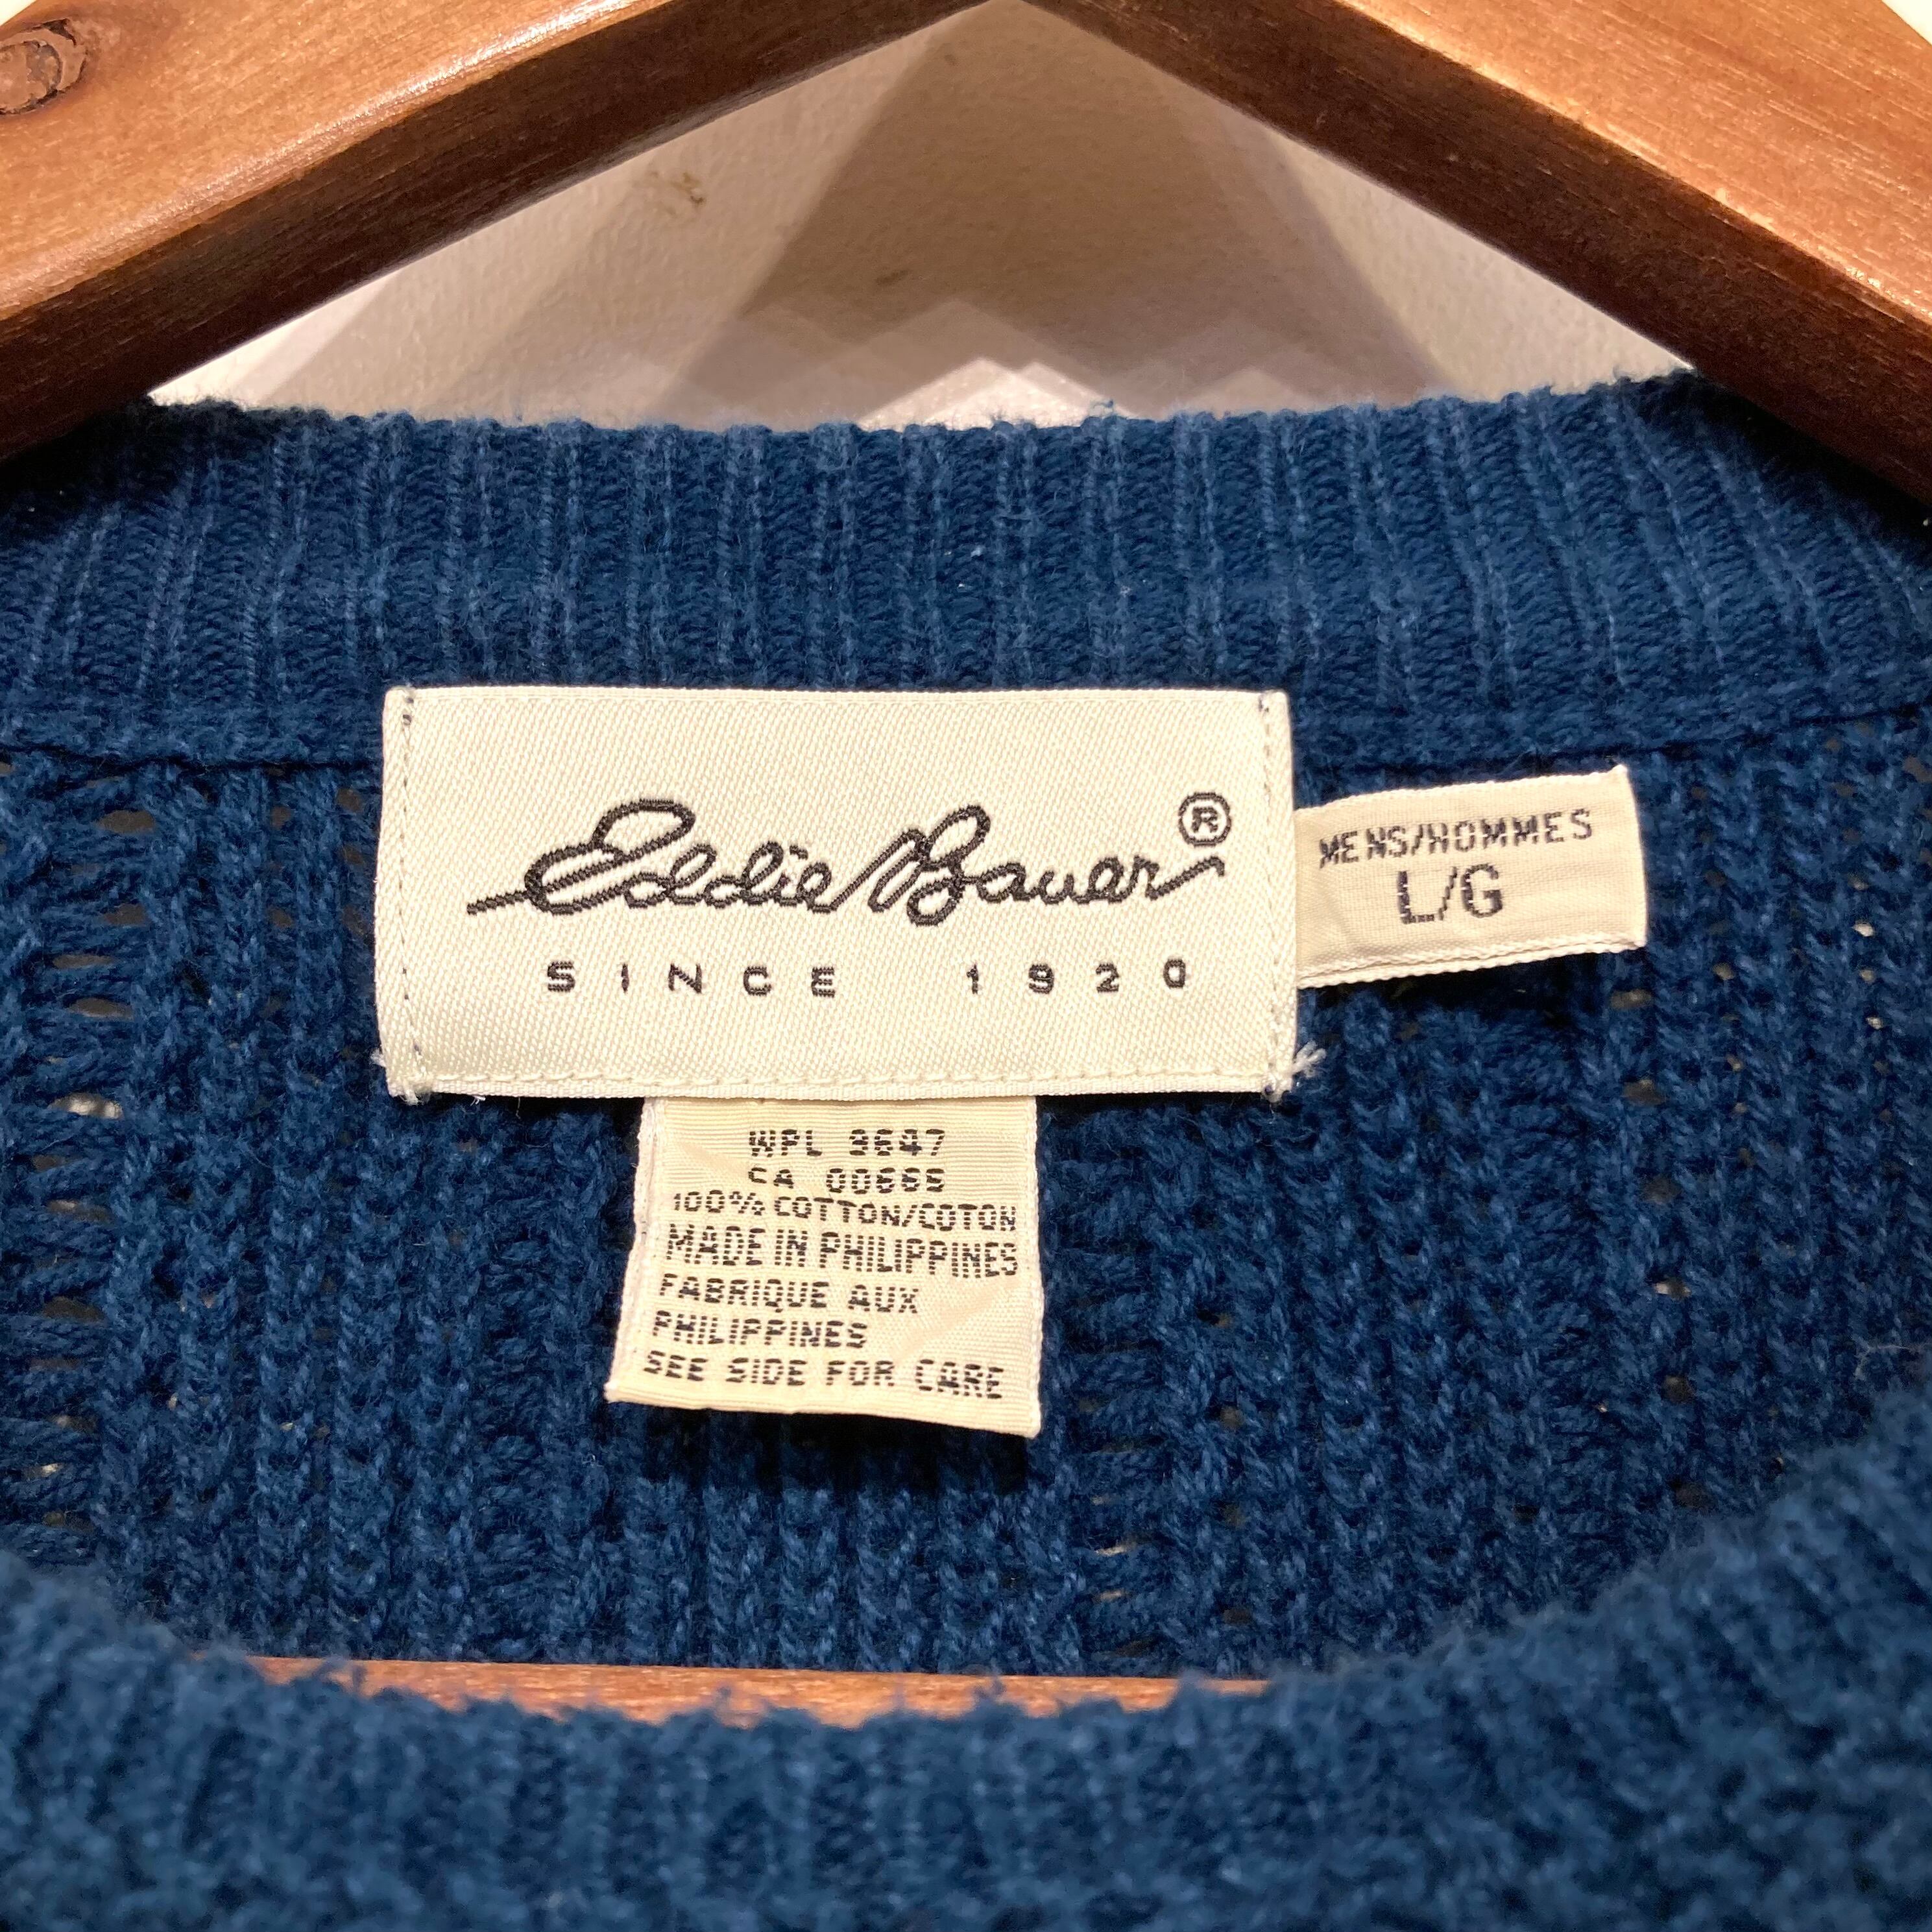 Eddie Bauer ®
SINCE 1920
MENS/HOMMES
L/G
WPL 9647
CA 00665
100% COTTON/COTON
MADE IN PHILIPPINES
FABRIQUE AUX
PHILIPPINES
SEE SIDE FOR CARE